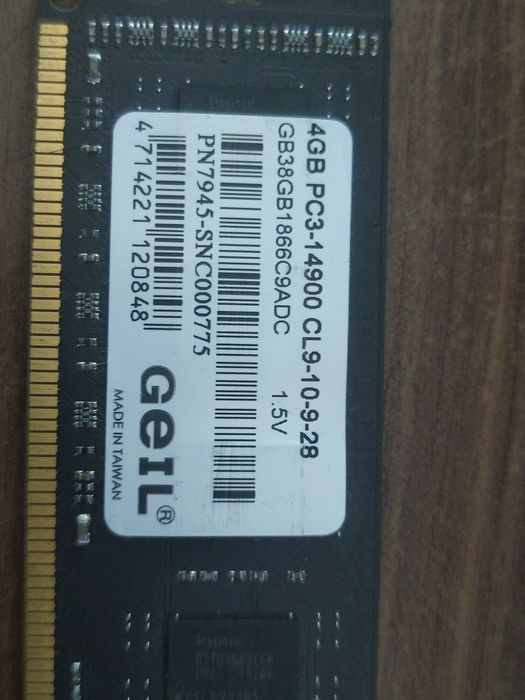 4GB PC3-14900 CL9-10-9-28
GB38GB1866C9ADC 1.5V
PN7945-SNC000775
4 714221 120848
GeIL®
MADE IN TAIWAN